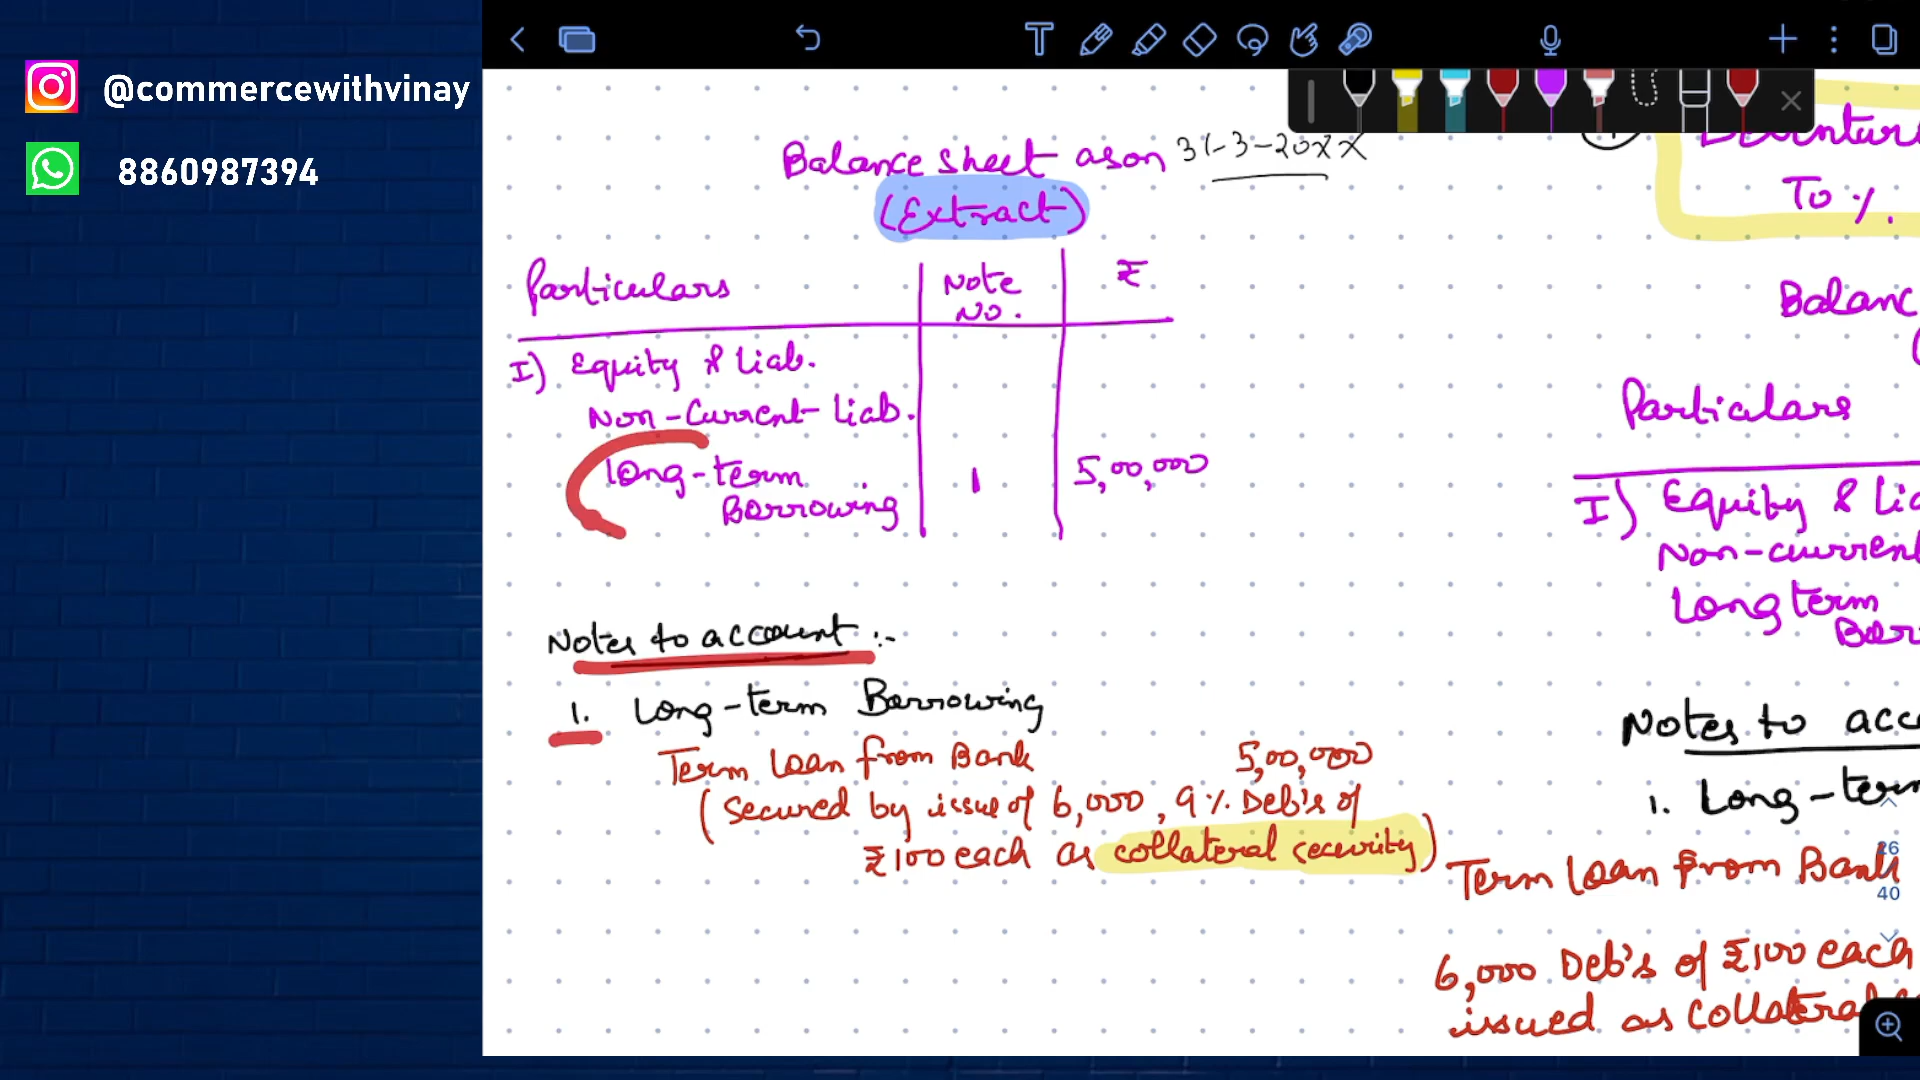 @commercewithvinay
8860987394
Balance sheet as on 31-3-20XX
(Extract)
Particulars Note No. ₹
I) Equity & Liab.
Non-Current Liab.
Long-term Borrowing 1 5,00,000
Notes to account :-
1. Long-term Borrowing
Term Loan from Bank 5,00,000
(Secured by issue of 6,000, 9% Deb's of
₹100 each as collateral security)
To %.
Balanc
Particulars
I) Equity & Lia
Non-current
Long term
Borr
Notes to acco
1. Long-term
Term Loan from Bank
26
40
6,000 Deb's of ₹100 each
issued as collateral